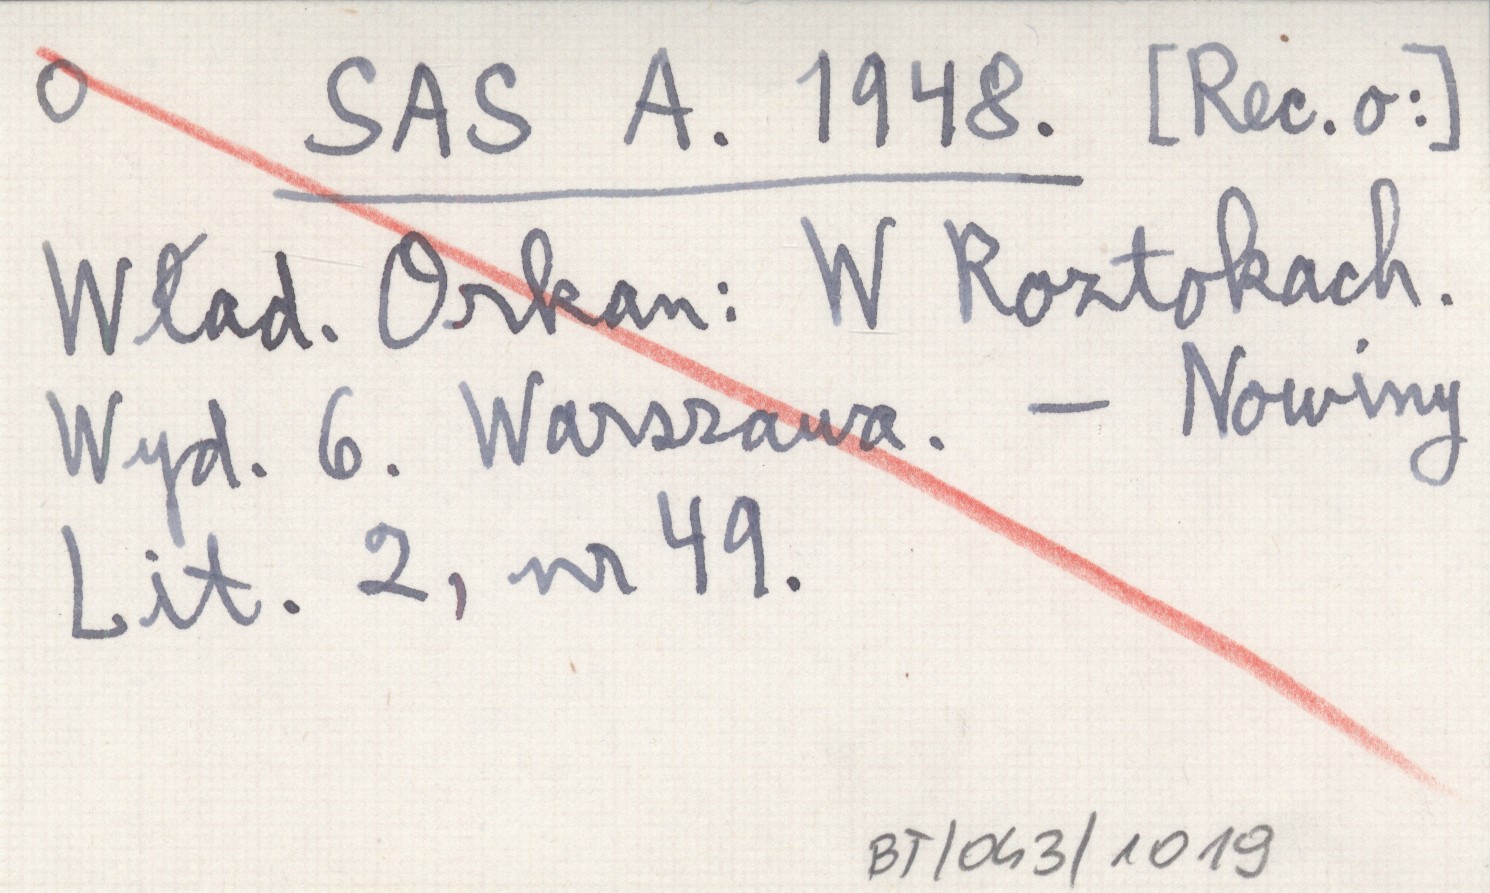 O SAS A. 1948. [Rec. o:]
Wład. Orkan: W Roztokach.
Wyd. 6. Warszawa. — Nowiny
Lit. 2, nr 49.
BT/043/1019